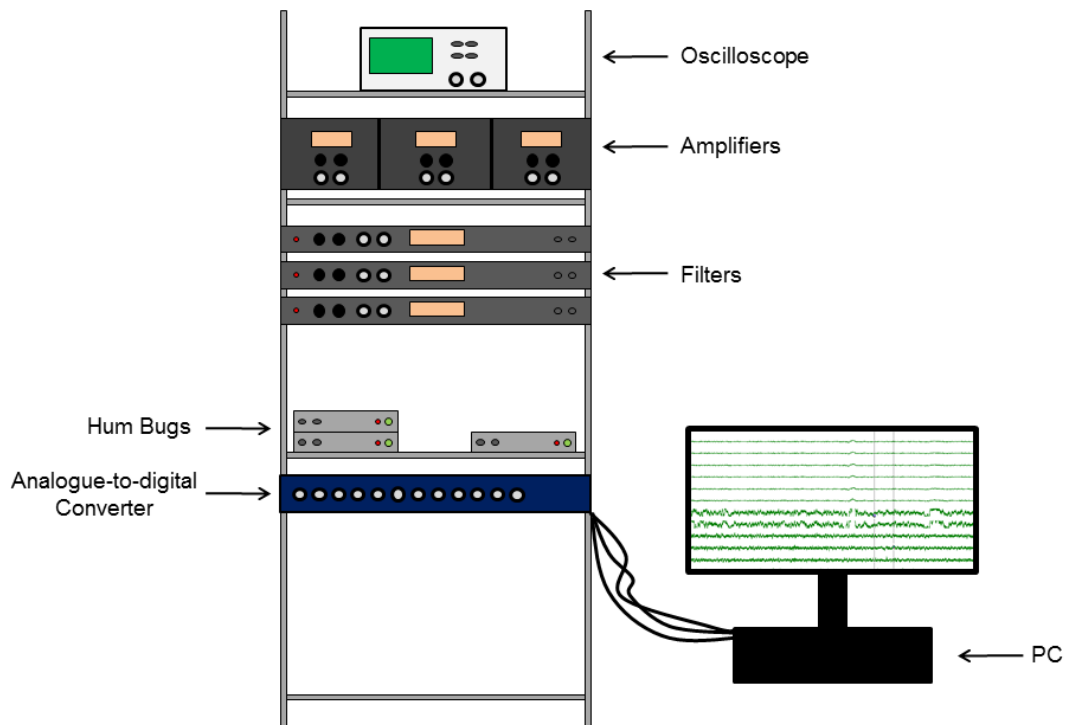 Oscilloscope
Amplifiers
Filters
Hum Bugs
Analogue-to-digital
Converter
PC